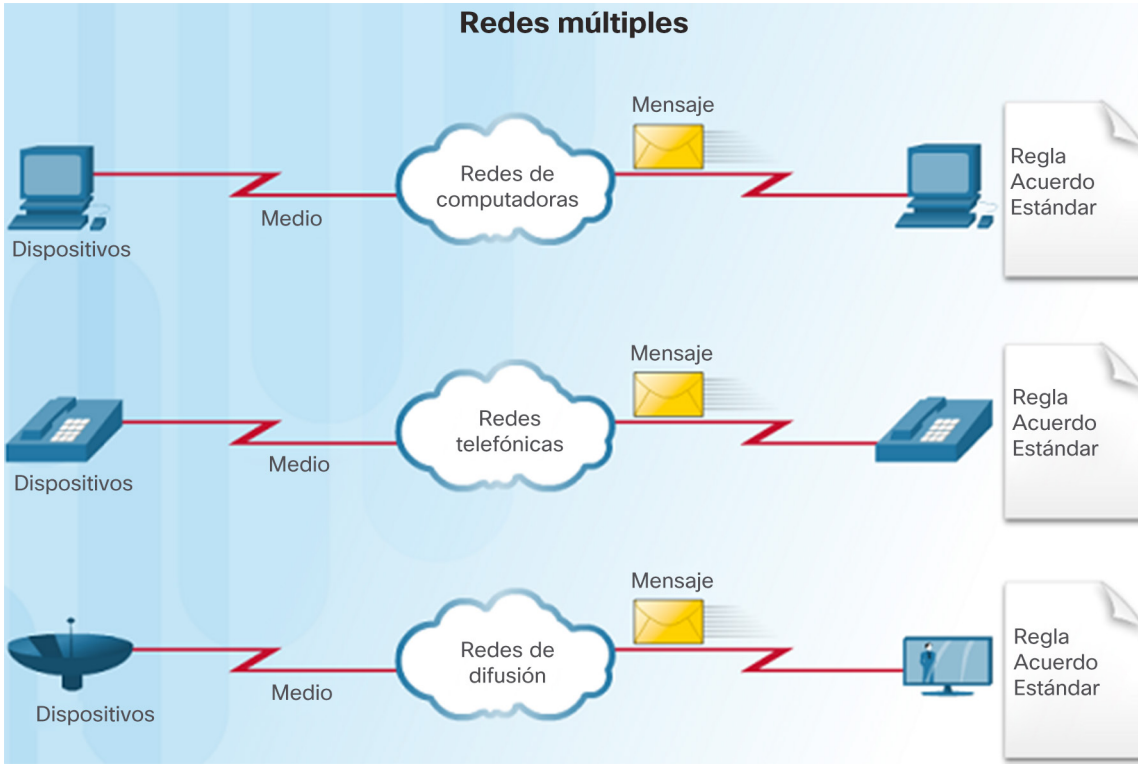 Redes múltiples
Mensaje
Redes de
computadoras
Medio
Dispositivos
Regla
Acuerdo
Estándar
Mensaje
Redes
telefónicas
Medio
Dispositivos
Regla
Acuerdo
Estándar
Mensaje
Redes de
difusión
Medio
Dispositivos
Regla
Acuerdo
Estándar